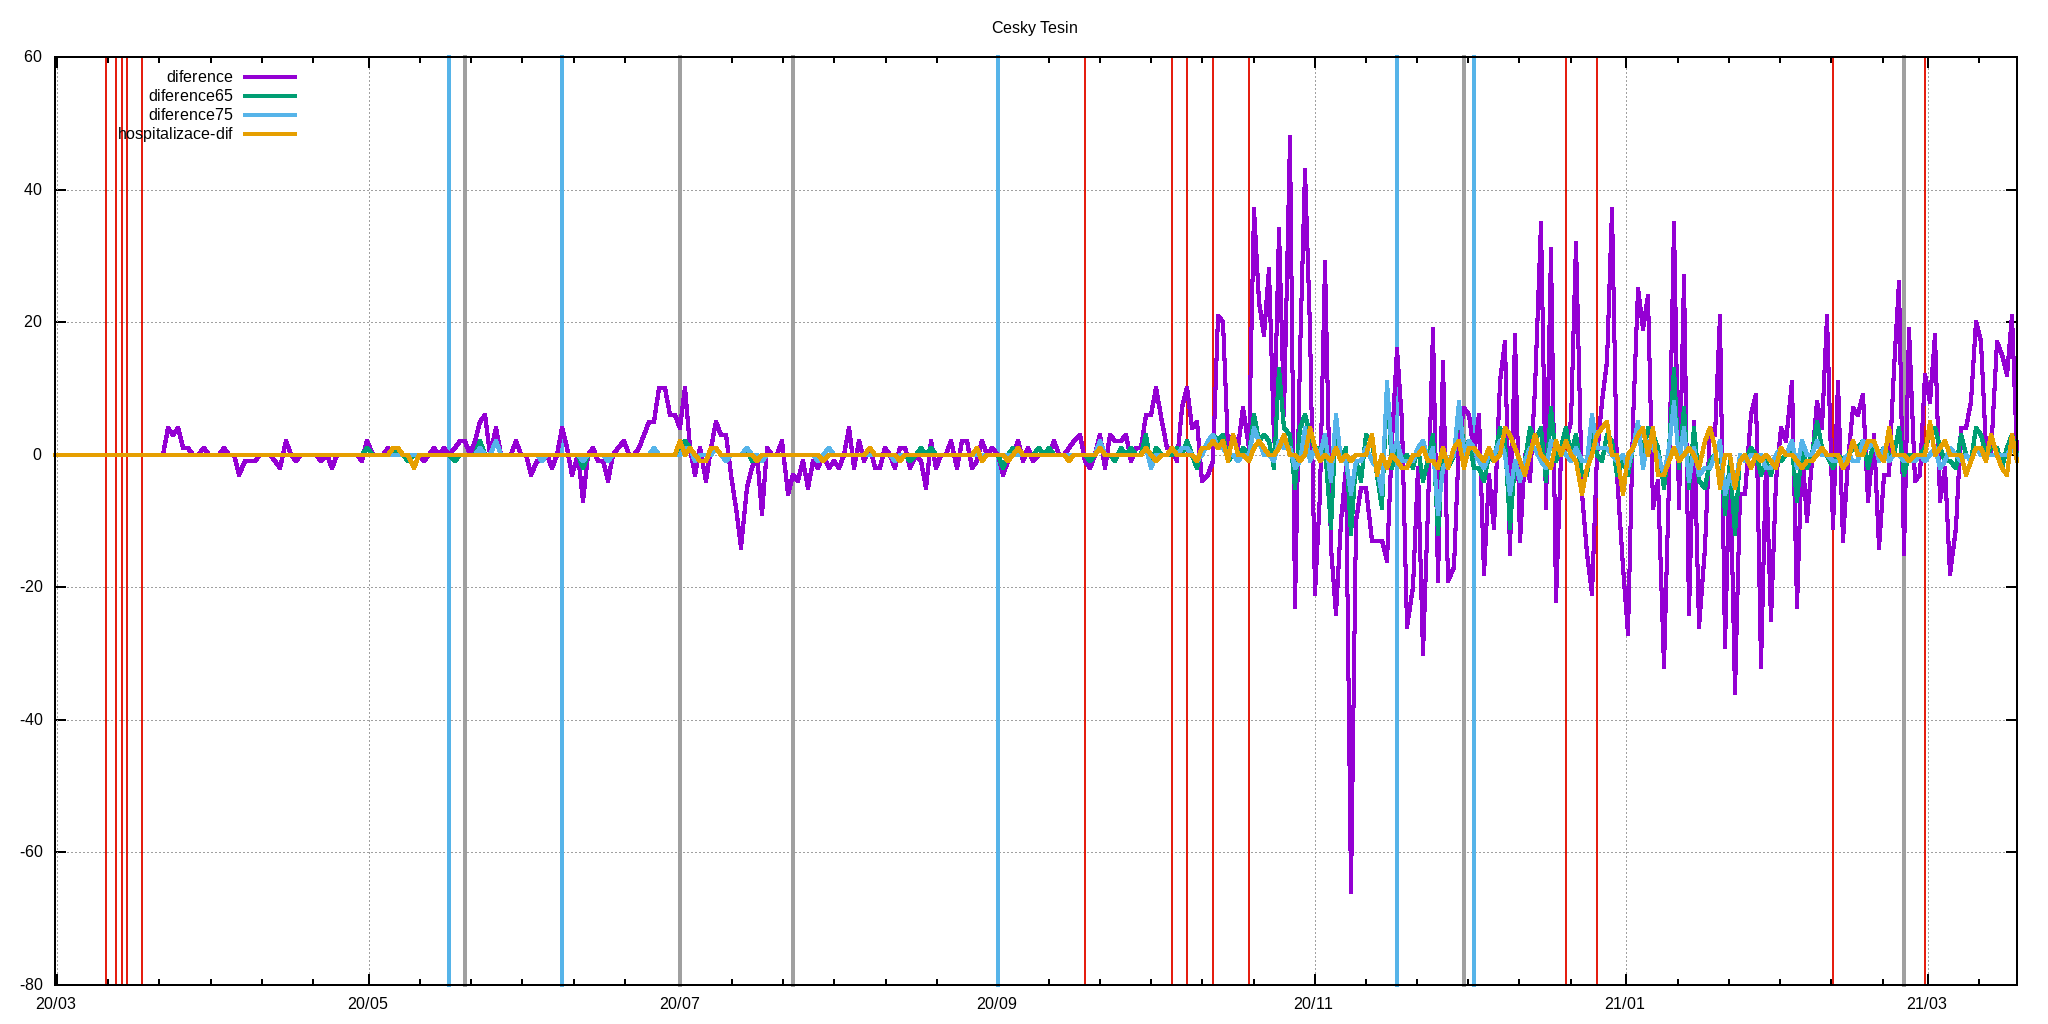 Cesky Tesin
60
40
20
0
-20
-40
-60
-80
diference
diference65
diference75
hospitalizace-dif
20/03 20/05 20/07 20/09 20/11 21/01 21/03